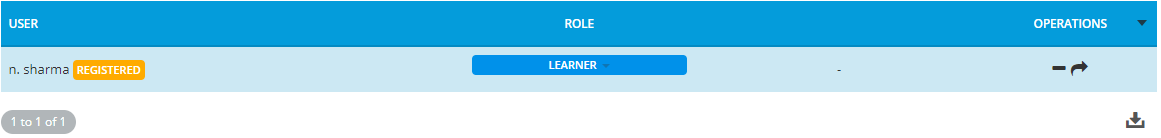 USER ROLE OPERATIONS
n. sharma REGISTERED LEARNER -
1 to 1 of 1